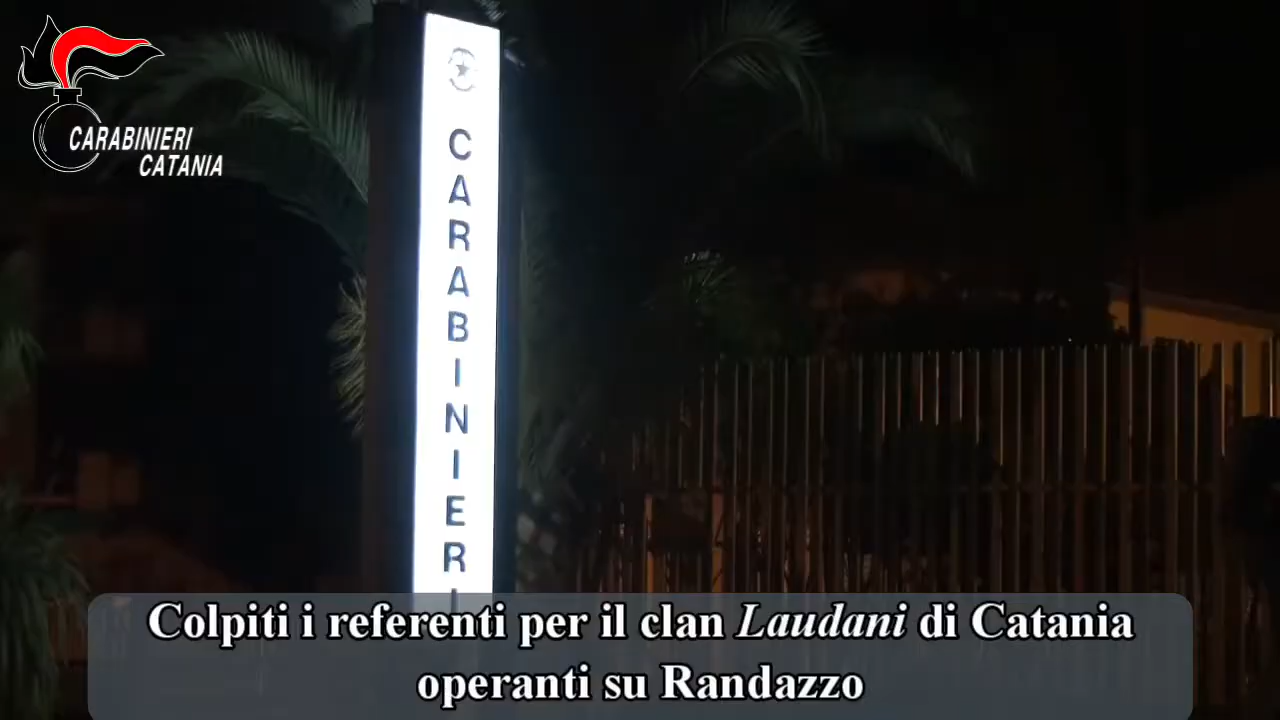 CARABINIERI
CATANIA
CARABINIERI
Colpiti i referenti per il clan Laudani di Catania
operanti su Randazzo